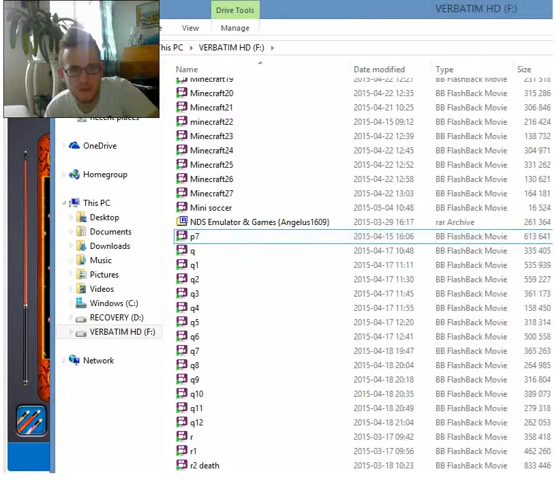 Drive Tools
VERBATIM HD (F:)
View
Manage
This PC
VERBATIM HD (F:)
Name
Date modified
Type
Size
Minecraft19 2015-04-22 12:27 BB FlashBack Movie 231 518
Minecraft20 2015-04-22 12:35 BB FlashBack Movie 315 286
Minecraft21 2015-04-21 10:25 BB FlashBack Movie 306 846
minecraft22 2015-04-15 09:12 BB FlashBack Movie 216 424
Minecraft23 2015-04-22 12:39 BB FlashBack Movie 138 732
Minecraft24 2015-04-22 12:45 BB FlashBack Movie 304 971
Minecraft25 2015-04-22 12:52 BB FlashBack Movie 331 262
Minecraft26 2015-04-22 12:58 BB FlashBack Movie 130 621
Minecraft27 2015-04-22 13:03 BB FlashBack Movie 164 181
Mini soccer 2015-05-04 10:48 BB FlashBack Movie 16 524
NDS Emulator & Games (Angelus1609) 2015-03-29 16:17 rar Archive 261 364
p7 2015-04-15 16:06 BB FlashBack Movie 613 641
q 2015-04-17 10:48 BB FlashBack Movie 335 405
q1 2015-04-17 11:11 BB FlashBack Movie 535 939
q2 2015-04-17 11:30 BB FlashBack Movie 559 227
q3 2015-04-17 11:45 BB FlashBack Movie 361 173
q4 2015-04-17 11:55 BB FlashBack Movie 158 450
q5 2015-04-17 12:20 BB FlashBack Movie 318 314
q6 2015-04-17 12:41 BB FlashBack Movie 500 558
q7 2015-04-18 19:47 BB FlashBack Movie 365 263
q8 2015-04-18 20:04 BB FlashBack Movie 264 985
q9 2015-04-18 20:18 BB FlashBack Movie 316 804
q10 2015-04-18 20:35 BB FlashBack Movie 389 073
q11 2015-04-18 20:49 BB FlashBack Movie 279 318
q12 2015-04-18 21:04 BB FlashBack Movie 262 053
r 2015-03-17 09:42 BB FlashBack Movie 358 418
r1 2015-03-17 09:56 BB FlashBack Movie 462 260
r2 death 2015-03-18 10:23 BB FlashBack Movie 833 446
Recent places
OneDrive
Homegroup
This PC
Desktop
Documents
Downloads
Music
Pictures
Videos
Windows (C:)
RECOVERY (D:)
VERBATIM HD (F:)
Network